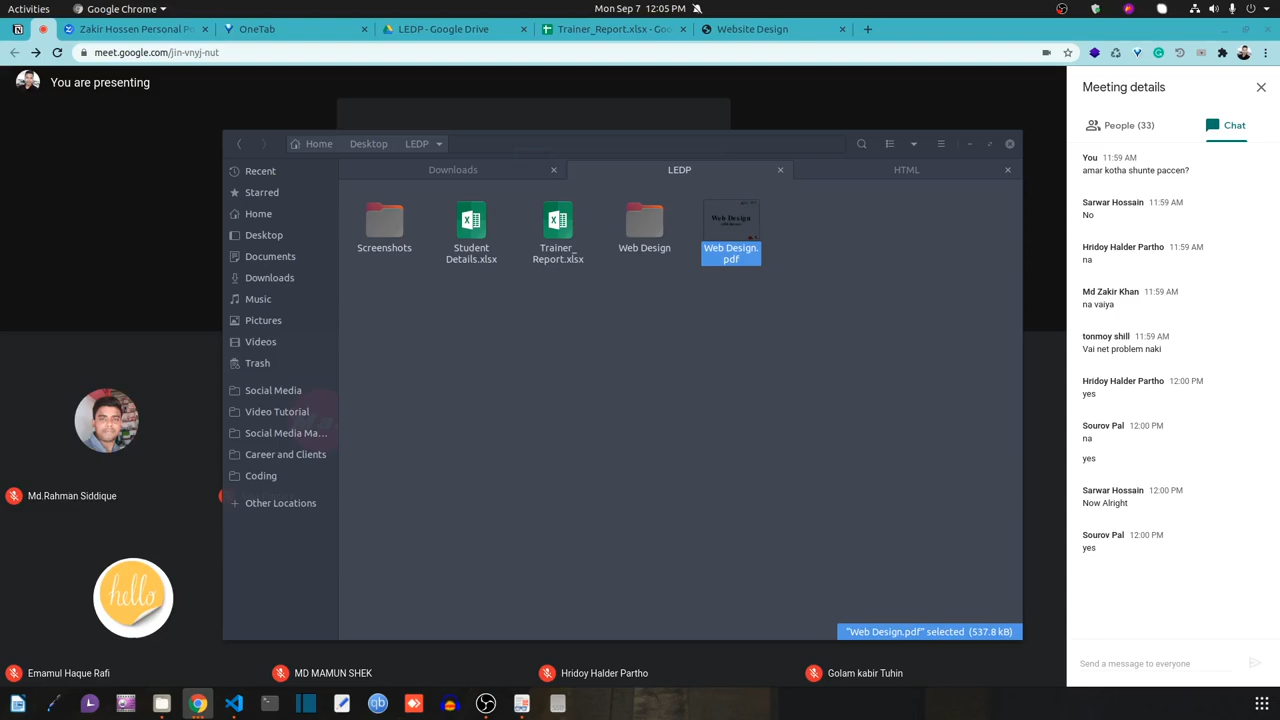 Activities
Google Chrome
Mon Sep 7 12:05 PM
Zakir Hossen Personal Po
OneTab
LEDP - Google Drive
Trainer_Report.xlsx - Goo
Website Design
meet.google.com/jin-vnyj-nut
You are presenting
Home
Desktop
LEDP
Downloads
LEDP
HTML
Recent
Starred
Home
Desktop
Documents
Downloads
Music
Pictures
Videos
Trash
Social Media
Video Tutorial
Social Media Ma...
Career and Clients
Coding
Other Locations
Screenshots
Student
Details.xlsx
Trainer_
Report.xlsx
Web Design
Web Design
Web Design.
pdf
"Web Design.pdf" selected (537.8 kB)
Md.Rahman Siddique
hello
Emamul Haque Rafi
MD MAMUN SHEK
Hridoy Halder Partho
Golam kabir Tuhin
Meeting details
People (33)
Chat
You 11:59 AM
amar kotha shunte paccen?
Sarwar Hossain 11:59 AM
No
Hridoy Halder Partho 11:59 AM
na
Md Zakir Khan 11:59 AM
na vaiya
tonmoy shill 11:59 AM
Vai net problem naki
Hridoy Halder Partho 12:00 PM
yes
Sourov Pal 12:00 PM
na
yes
Sarwar Hossain 12:00 PM
Now Alright
Sourov Pal 12:00 PM
yes
Send a message to everyone
qb